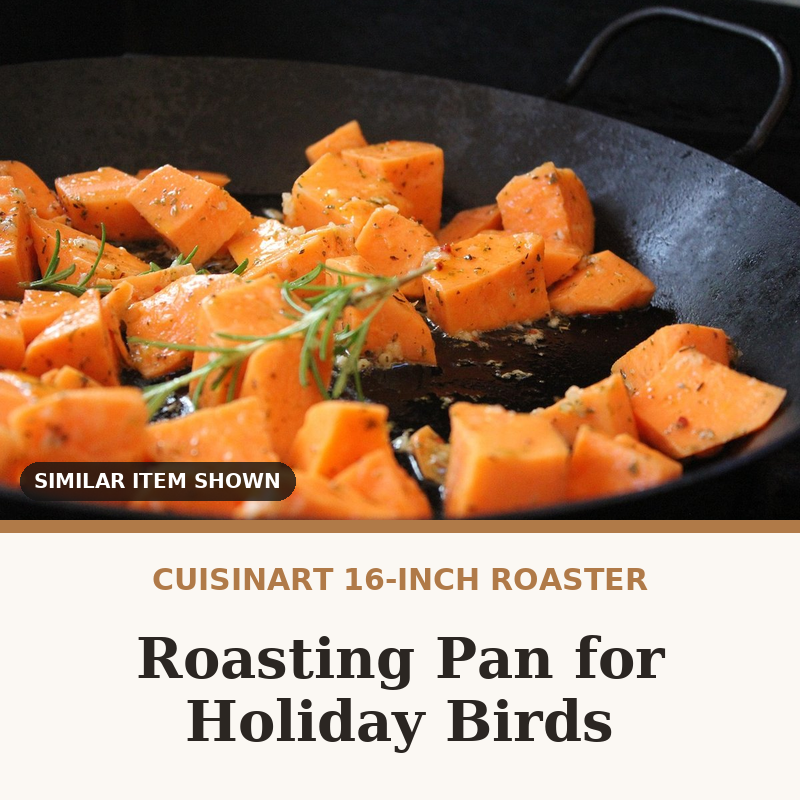 SIMILAR ITEM SHOWN
CUISINART 16-INCH ROASTER
Roasting Pan for
Holiday Birds